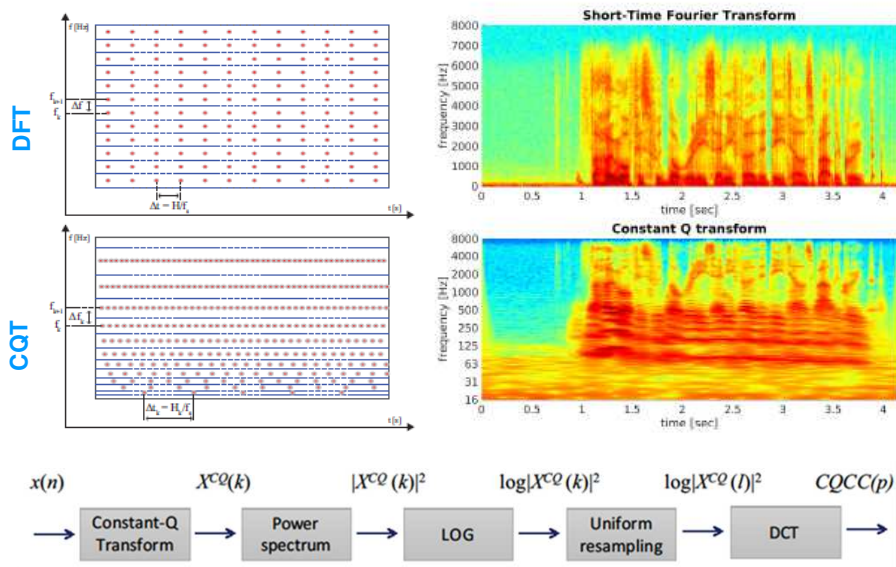 DFT
f [Hz]
f_{k+1}
Δf
f_k
Δt = H/f_s
t [s]
Short-Time Fourier Transform
frequency [Hz]
8000
7000
6000
5000
4000
3000
2000
1000
0
0 0.5 1 1.5 2 2.5 3 3.5 4
time [sec]
CQT
f [Hz]
f_{k+1}
Δf_k
f_k
Δt_k = H_k/f_s
t [s]
Constant Q transform
frequency [Hz]
8000
4000
2000
1000
500
250
125
63
31
16
0 0.5 1 1.5 2 2.5 3 3.5 4
time [sec]
x(n) X^{CQ}(k) |X^{CQ}(k)|² log|X^{CQ}(k)|² log|X^{CQ}(l)|² CQCC(p)
Constant-Q
Transform
Power
spectrum
LOG
Uniform
resampling
DCT